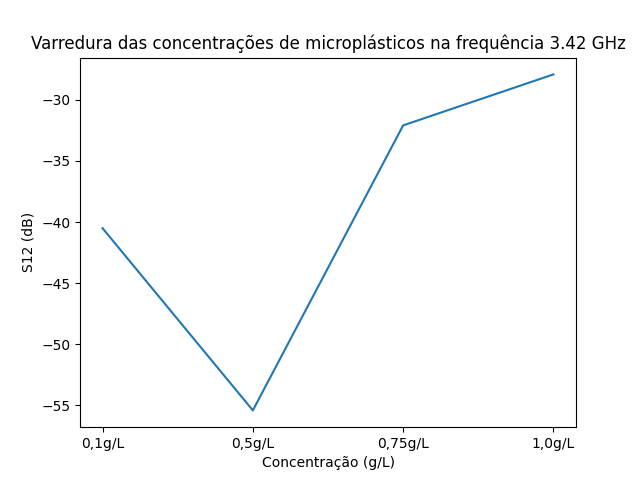 Varredura das concentrações de microplásticos na frequência 3.42 GHz
−30
−35
−40
−45
−50
−55
S12 (dB)
0,1g/L 0,5g/L 0,75g/L 1,0g/L
Concentração (g/L)